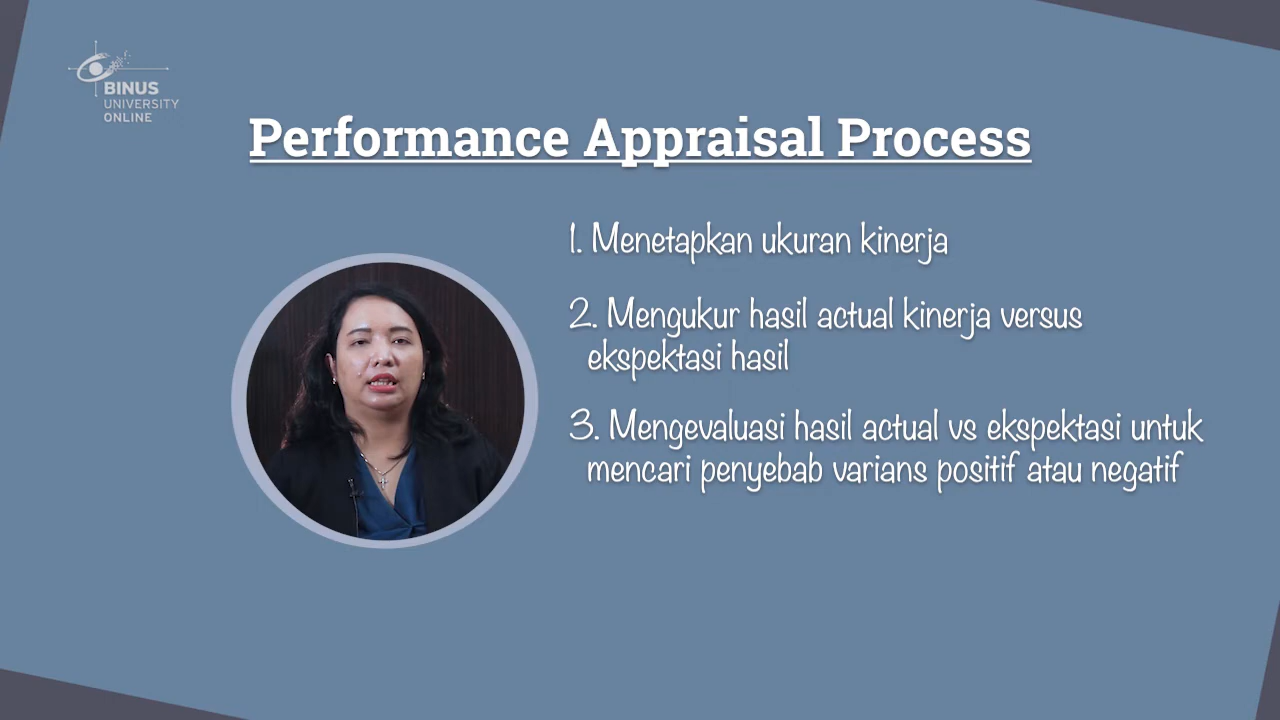 BINUS
UNIVERSITY
ONLINE
Performance Appraisal Process
1. Menetapkan ukuran kinerja
2. Mengukur hasil actual kinerja versus
ekspektasi hasil
3. Mengevaluasi hasil actual vs ekspektasi untuk
mencari penyebab varians positif atau negatif